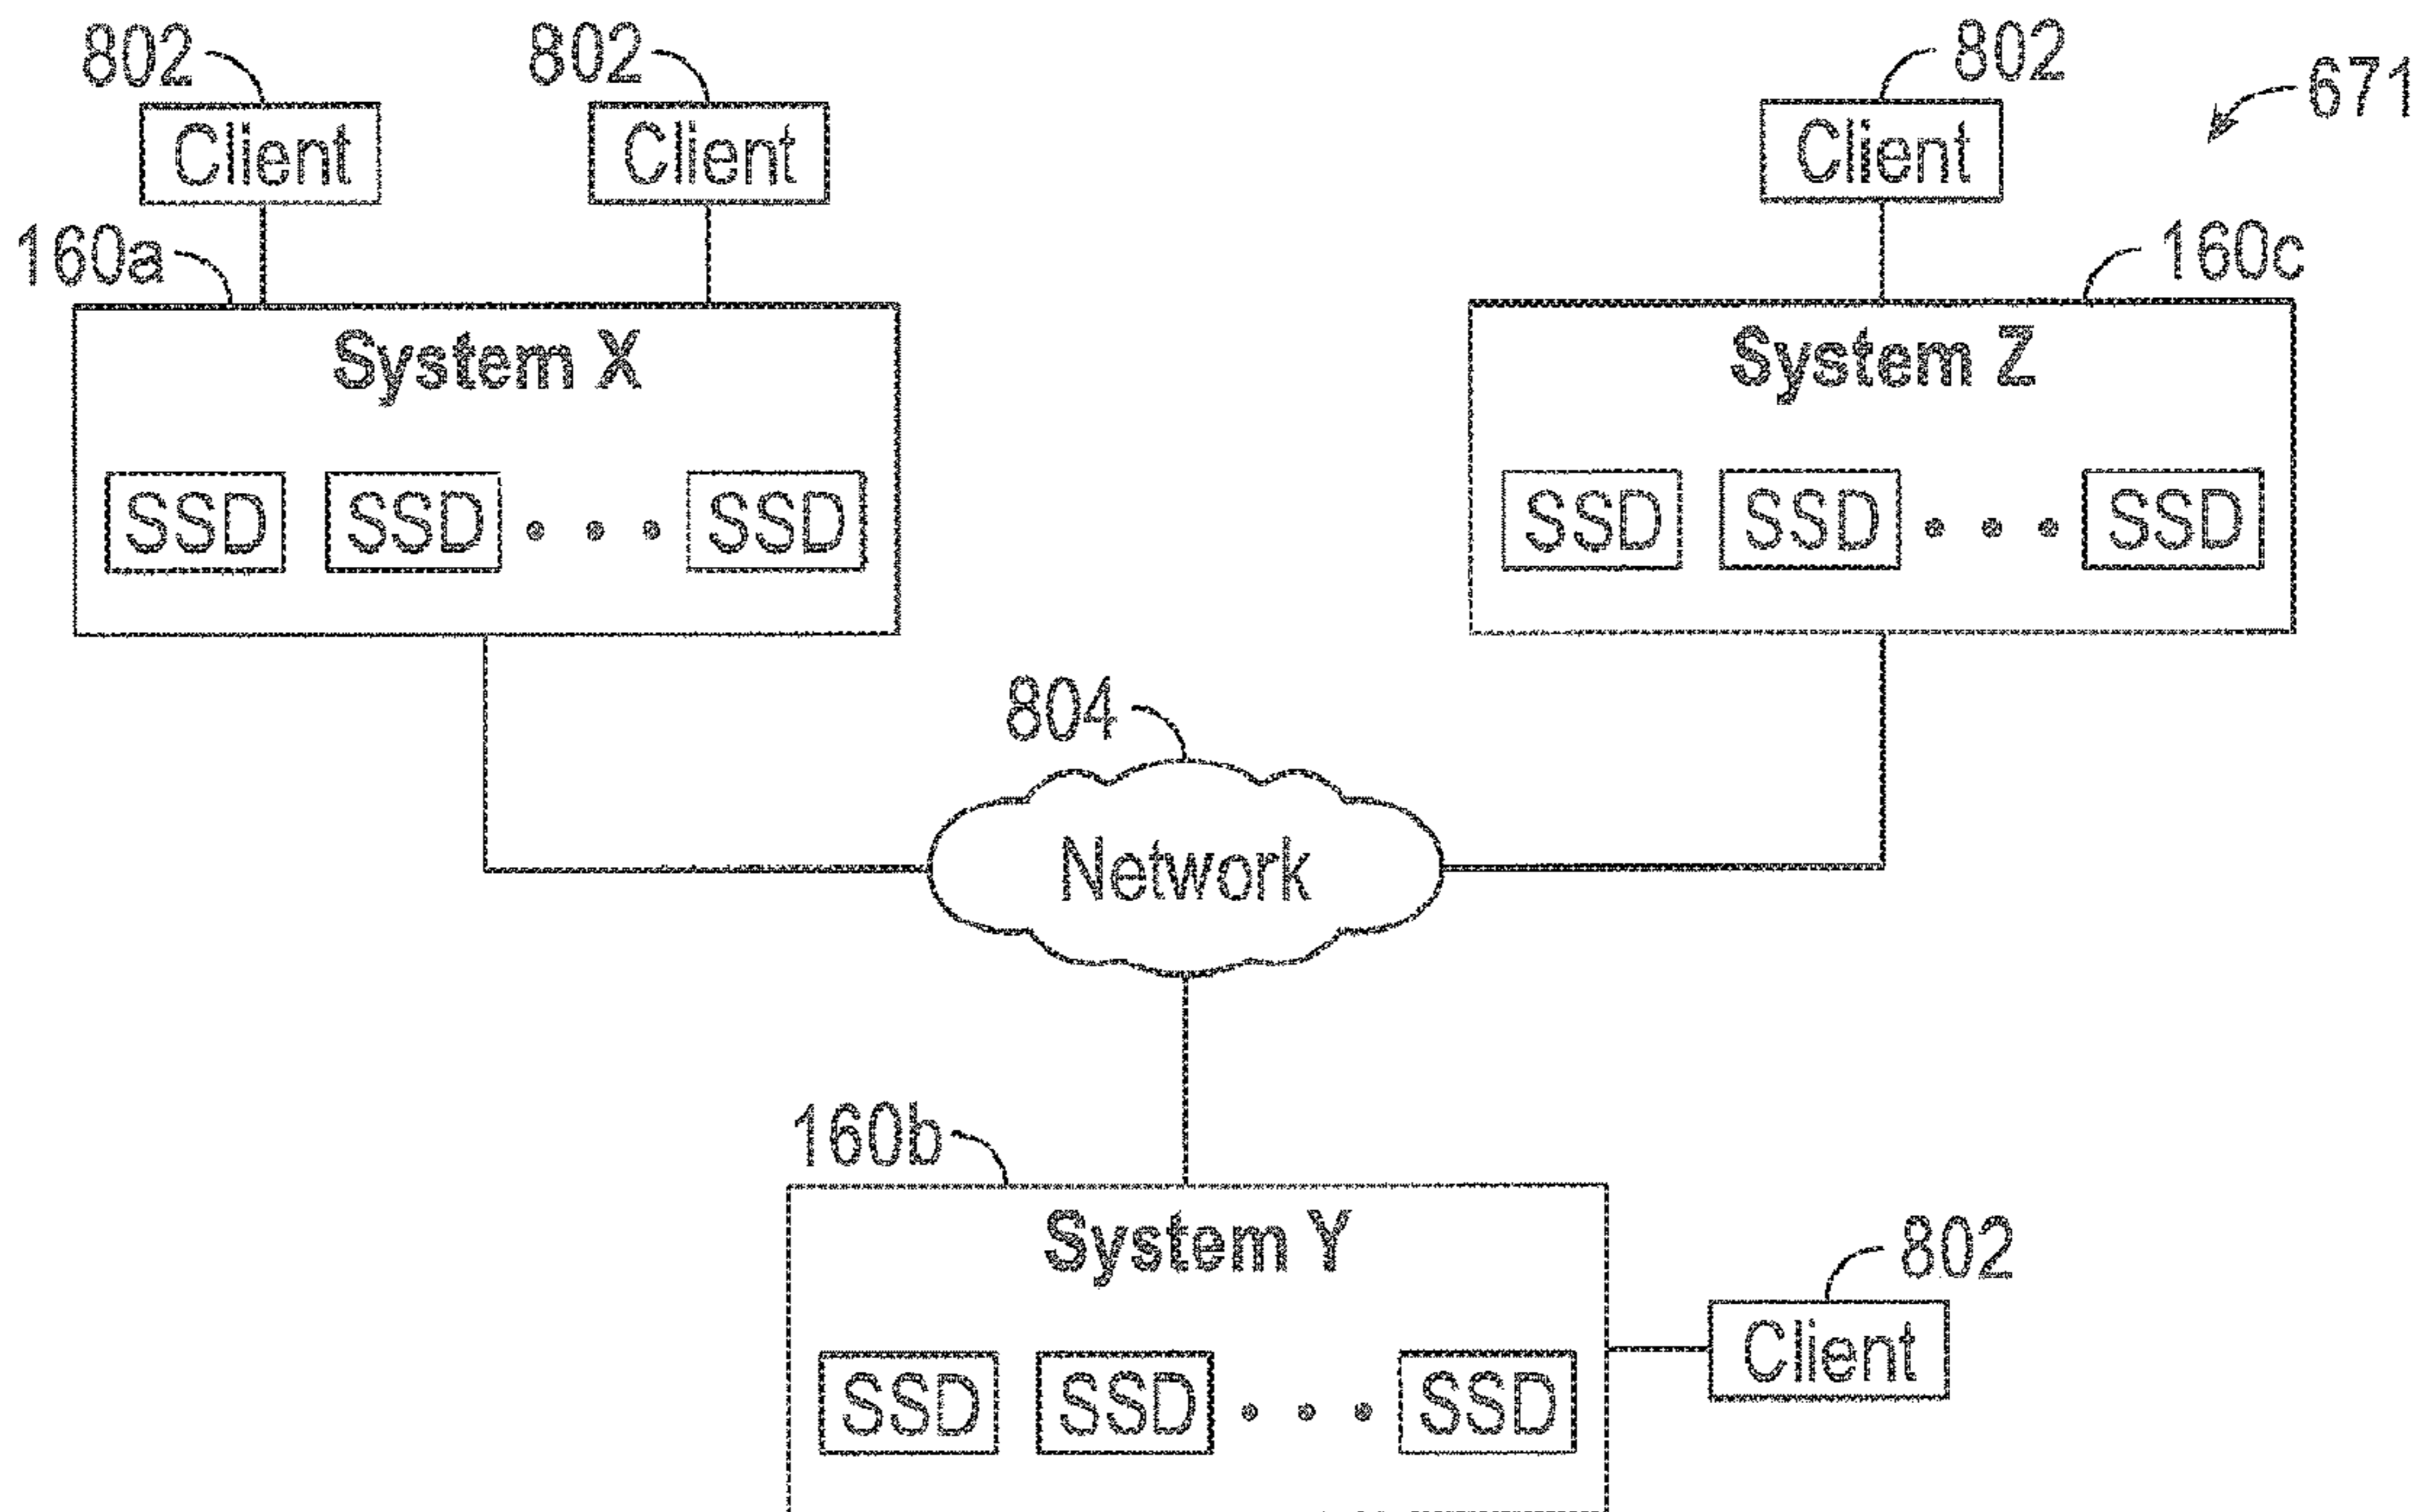 802 802 802 671
Client Client Client
160a 160c
System X System Z
SSD SSD • • • SSD SSD SSD • • • SSD
804
Network
160b
System Y 802
SSD SSD • • • SSD Client